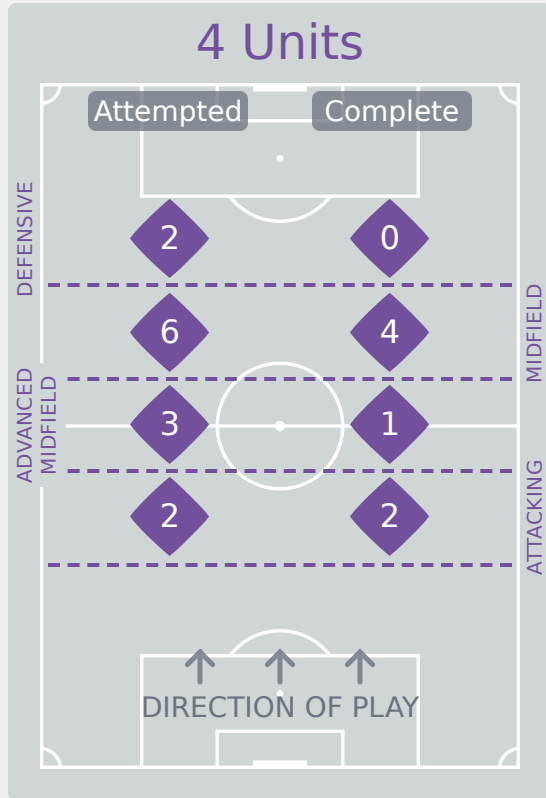 4 Units
Attempted Complete
DEFENSIVE
2 0
MIDFIELD
6 4
ADVANCED
MIDFIELD
3 1
ATTACKING
2 2
DIRECTION OF PLAY